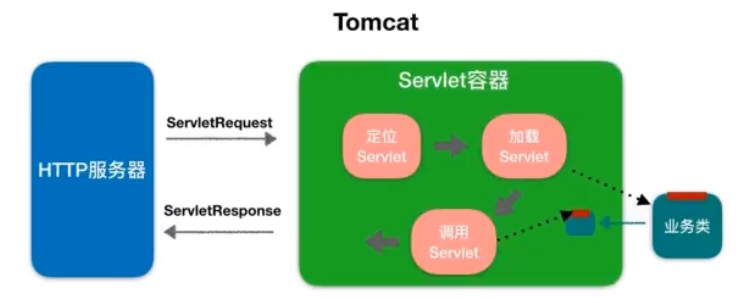 Tomcat
Servlet容器
ServletRequest
定位
Servlet
加载
Servlet
HTTP服务器
ServletResponse
调用
Servlet
业务类